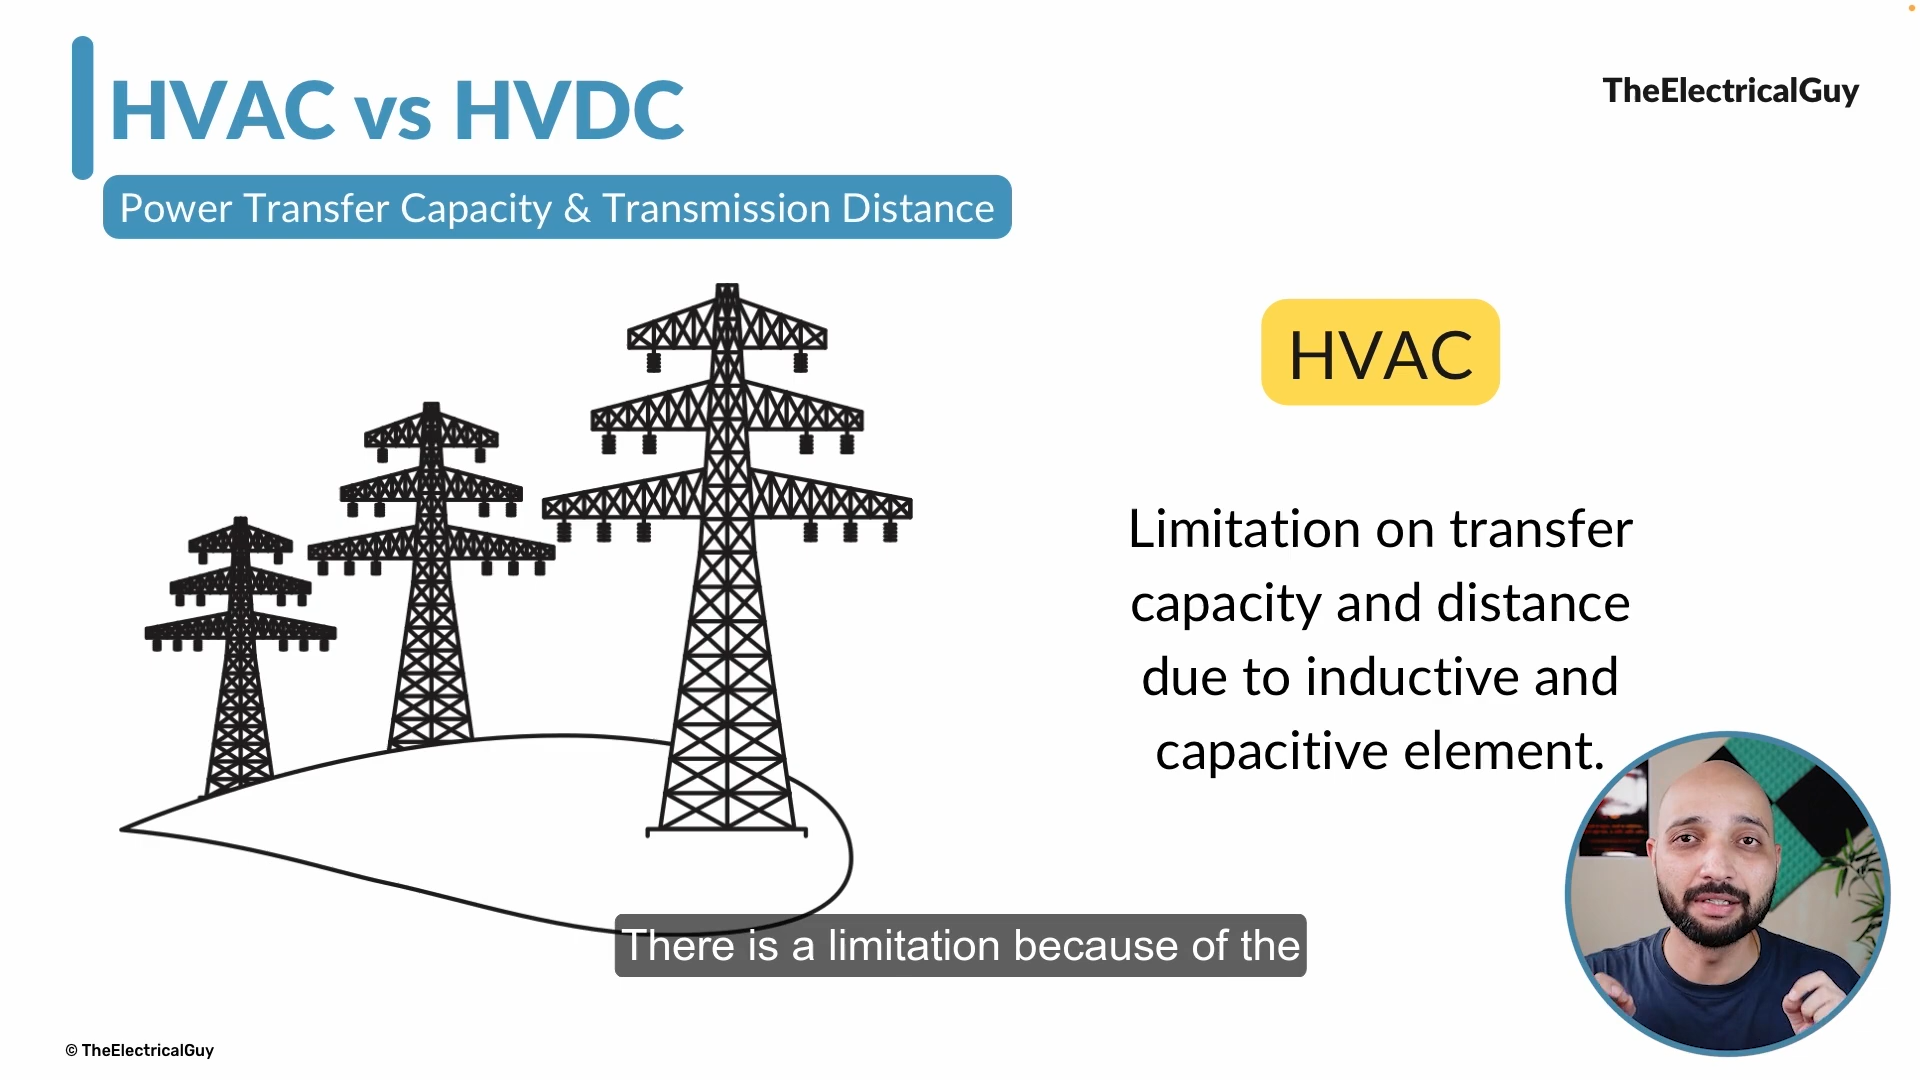 HVAC vs HVDC
TheElectricalGuy
Power Transfer Capacity & Transmission Distance
HVAC
Limitation on transfer
capacity and distance
due to inductive and
capacitive element.
There is a limitation because of the
© TheElectricalGuy